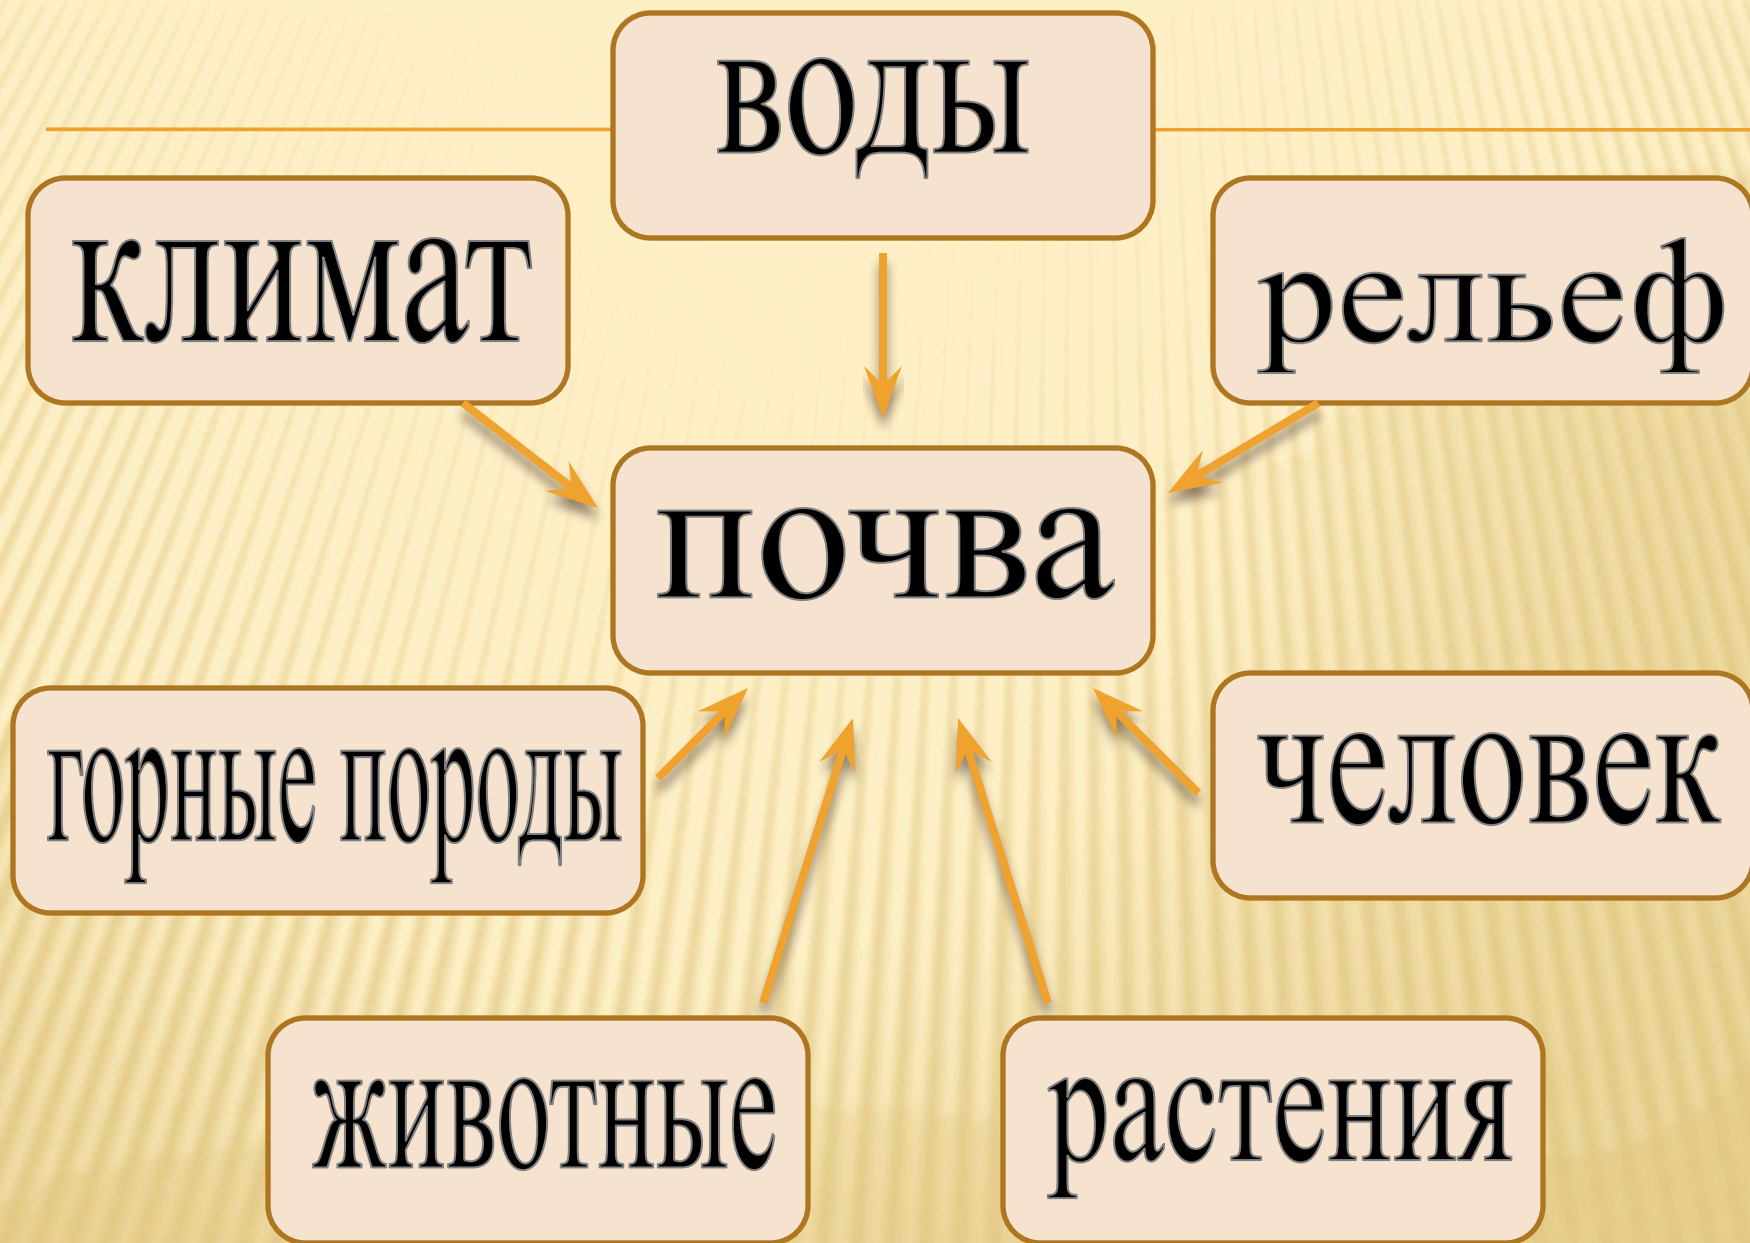 воды
климат
рельеф
почва
горные породы
человек
животные
растения